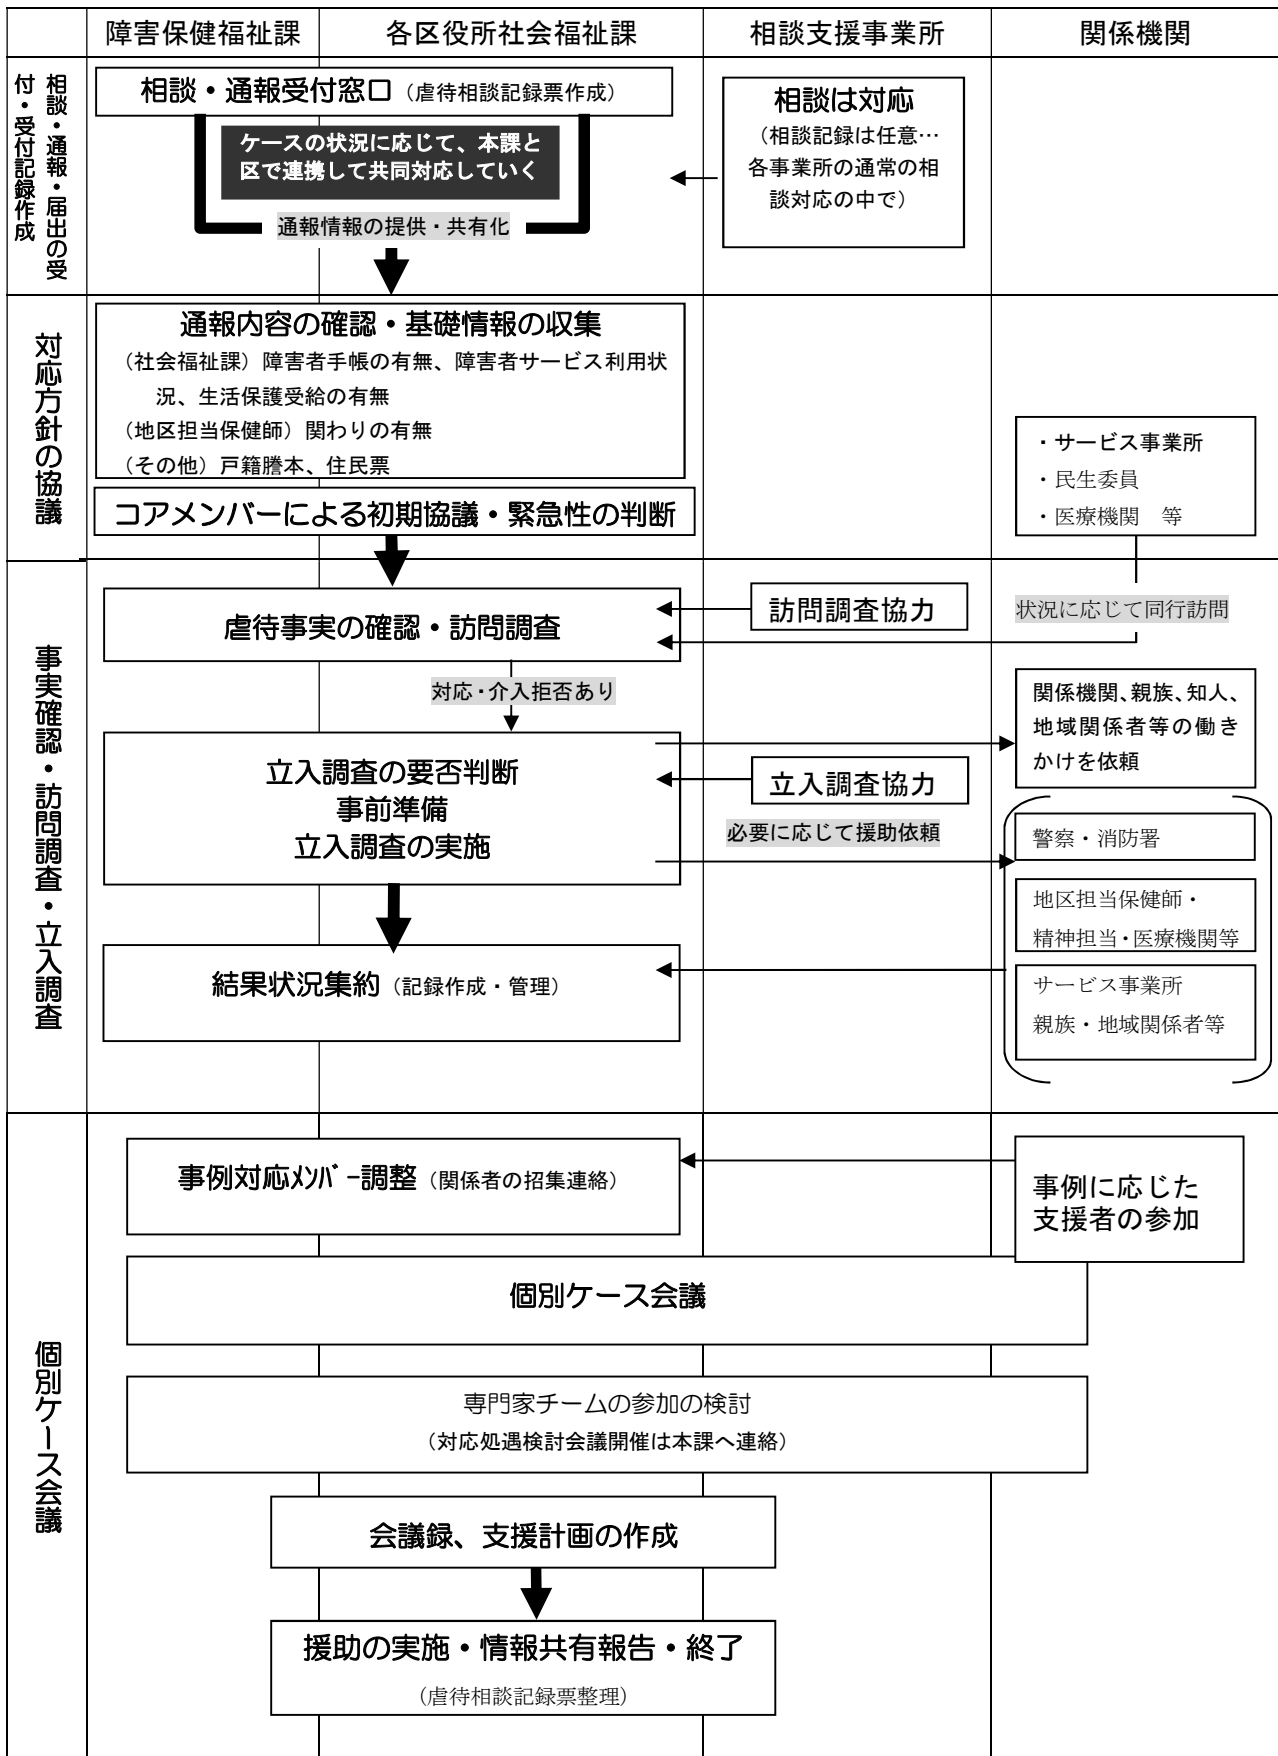 障害保健福祉課
各区役所社会福祉課
相談支援事業所
関係機関
相談・通報・届出の受
付・受付記録作成
相談・通報受付窓口（虐待相談記録票作成）
ケースの状況に応じて、本課と
区で連携して共同対応していく
通報情報の提供・共有化
相談は対応
（相談記録は任意…
各事業所の通常の相
談対応の中で）
対応方針の協議
通報内容の確認・基礎情報の収集
（社会福祉課）障害者手帳の有無、障害者サービス利用状
況、生活保護受給の有無
（地区担当保健師）関わりの有無
（その他）戸籍謄本、住民票
コアメンバーによる初期協議・緊急性の判断
・サービス事業所
・民生委員
・医療機関　等
事実確認・訪問調査・立入調査
虐待事実の確認・訪問調査
訪問調査協力
状況に応じて同行訪問
対応・介入拒否あり
立入調査の要否判断
事前準備
立入調査の実施
立入調査協力
必要に応じて援助依頼
関係機関、親族、知人、
地域関係者等の働き
かけを依頼
警察・消防署
地区担当保健師・
精神担当・医療機関等
サービス事業所
親族・地域関係者等
結果状況集約（記録作成・管理）
個別ケース会議
事例対応ﾒﾝﾊﾞｰ調整（関係者の招集連絡）
事例に応じた
支援者の参加
個別ケース会議
専門家チームの参加の検討
（対応処遇検討会議開催は本課へ連絡）
会議録、支援計画の作成
援助の実施・情報共有報告・終了
（虐待相談記録票整理）